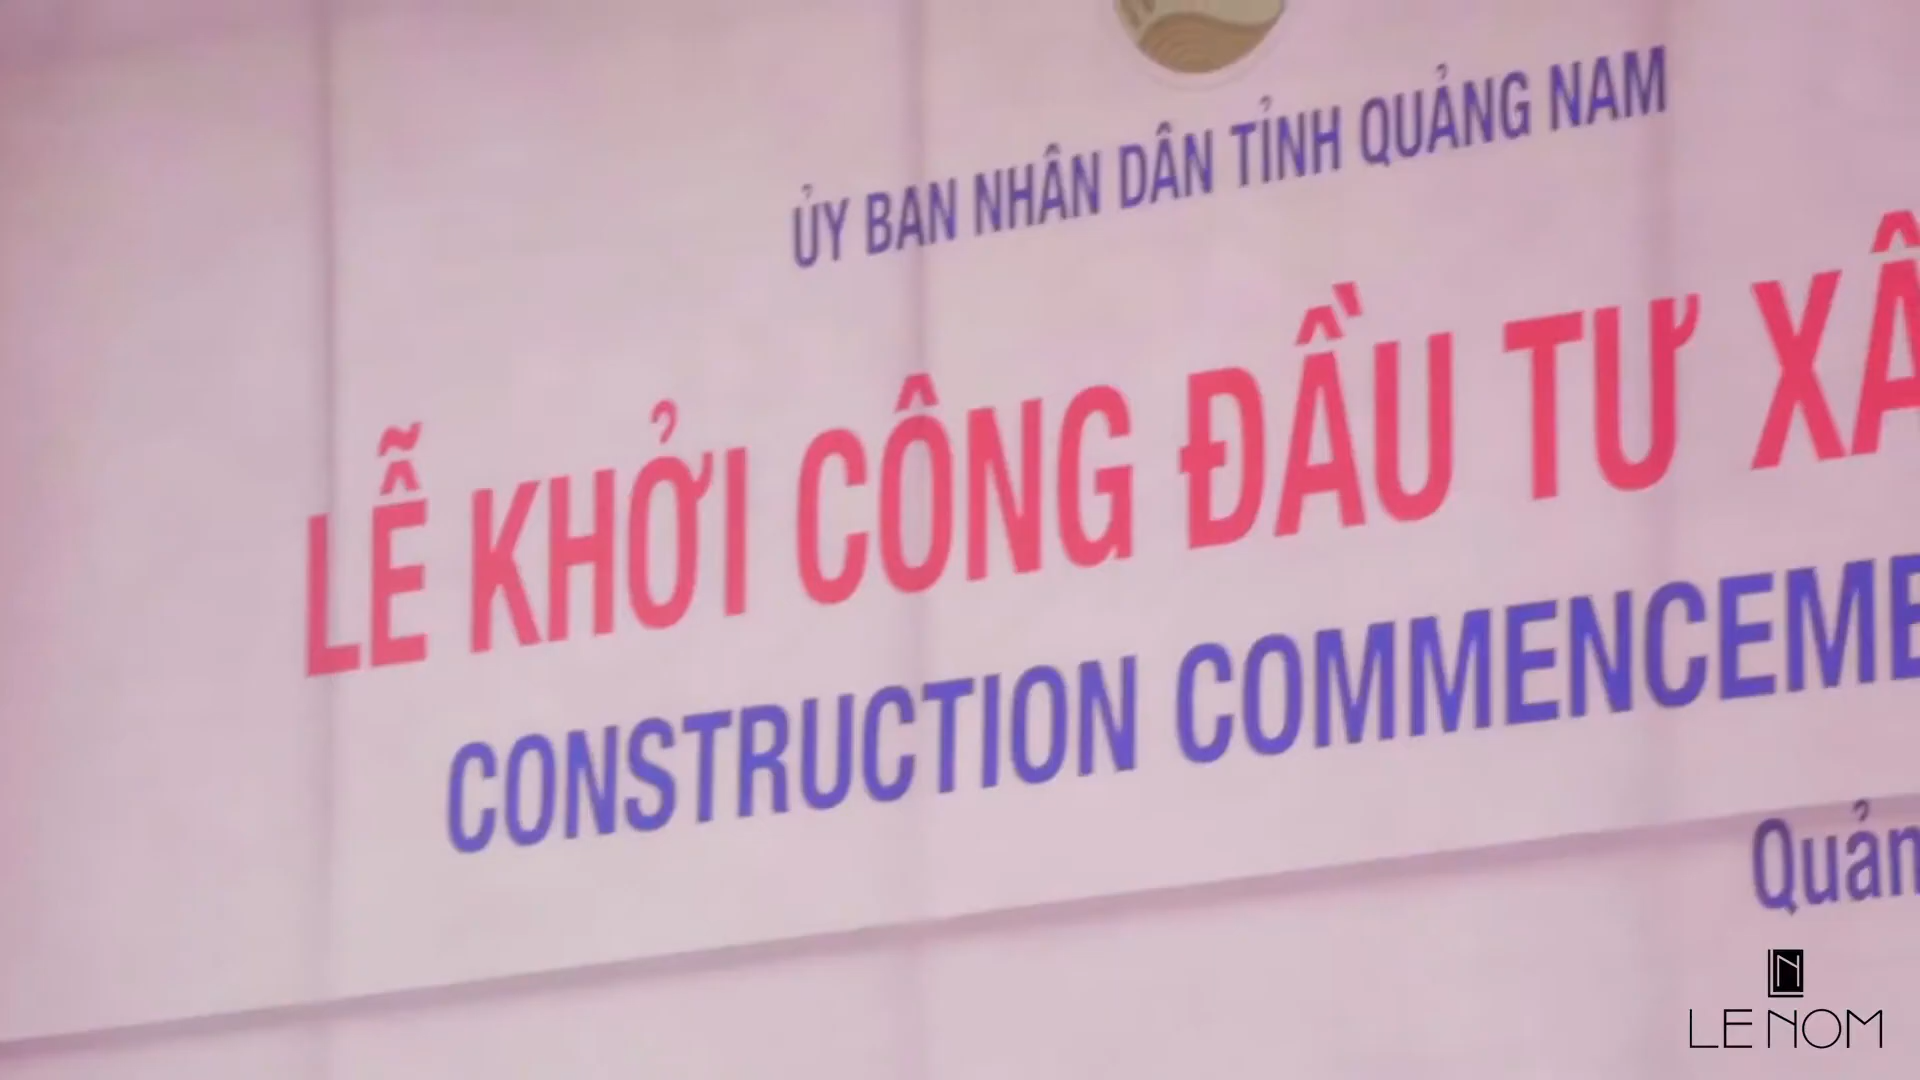 ỦY BAN NHÂN DÂN TỈNH QUẢNG NAM
LỄ KHỞI CÔNG ĐẦU TƯ
CONSTRUCTION
LE NOM